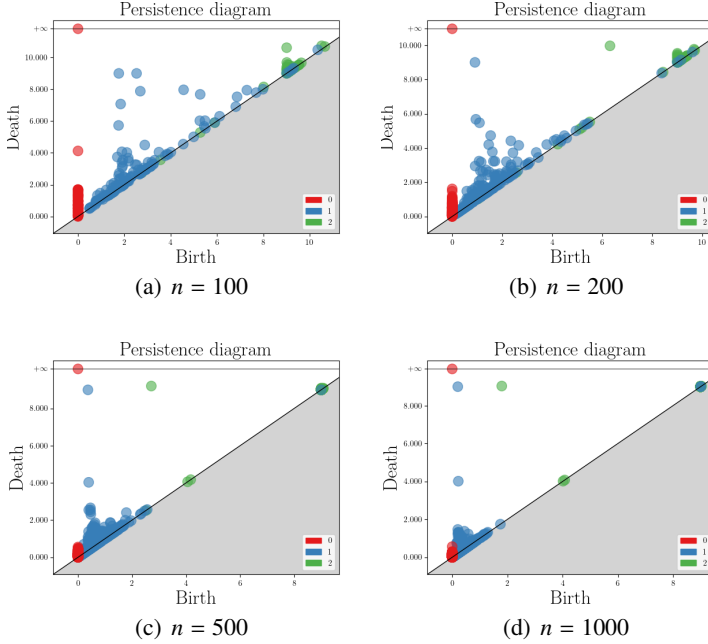 Persistence diagram
+∞
10.000
8.000
6.000
4.000
2.000
0.000
Death
0 2 4 6 8 10
Birth
0
1
2
(a) n = 100
Persistence diagram
+∞
10.000
8.000
6.000
4.000
2.000
0.000
Death
0 2 4 6 8 10
Birth
0
1
2
(b) n = 200
Persistence diagram
+∞
8.000
6.000
4.000
2.000
0.000
Death
0 2 4 6 8
Birth
0
1
2
(c) n = 500
Persistence diagram
+∞
8.000
6.000
4.000
2.000
0.000
Death
0 2 4 6 8
Birth
0
1
2
(d) n = 1000